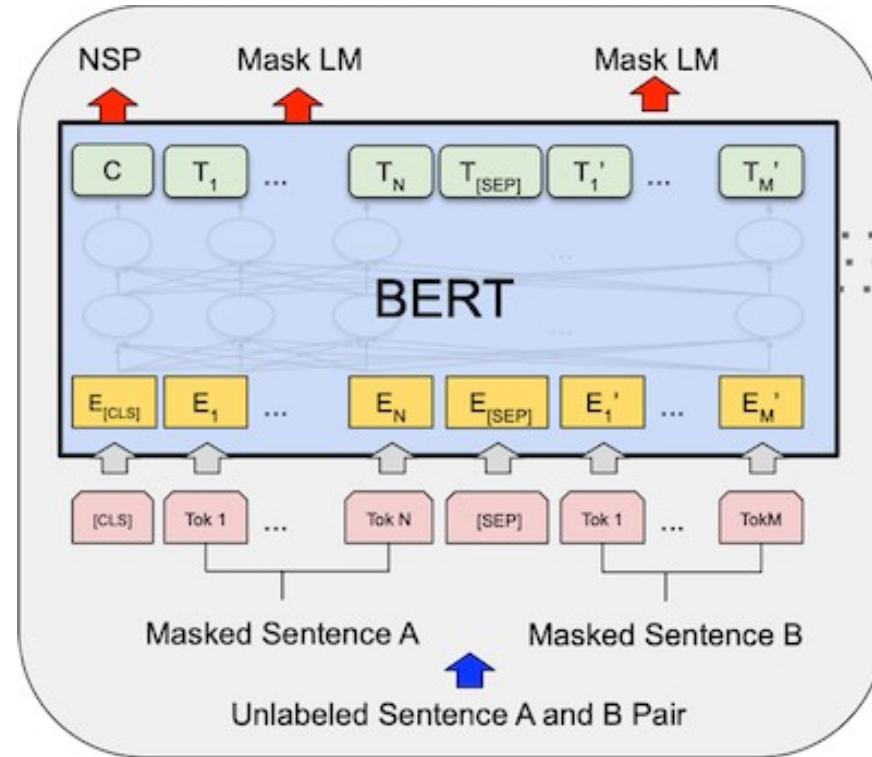 NSP Mask LM Mask LM
C T1 ... TN T[SEP] T1' ... TM'
...
BERT
...
E[CLS] E1 ... EN E[SEP] E1' ... EM'
[CLS] Tok 1 ... Tok N [SEP] Tok 1 ... TokM
Masked Sentence A Masked Sentence B
Unlabeled Sentence A and B Pair